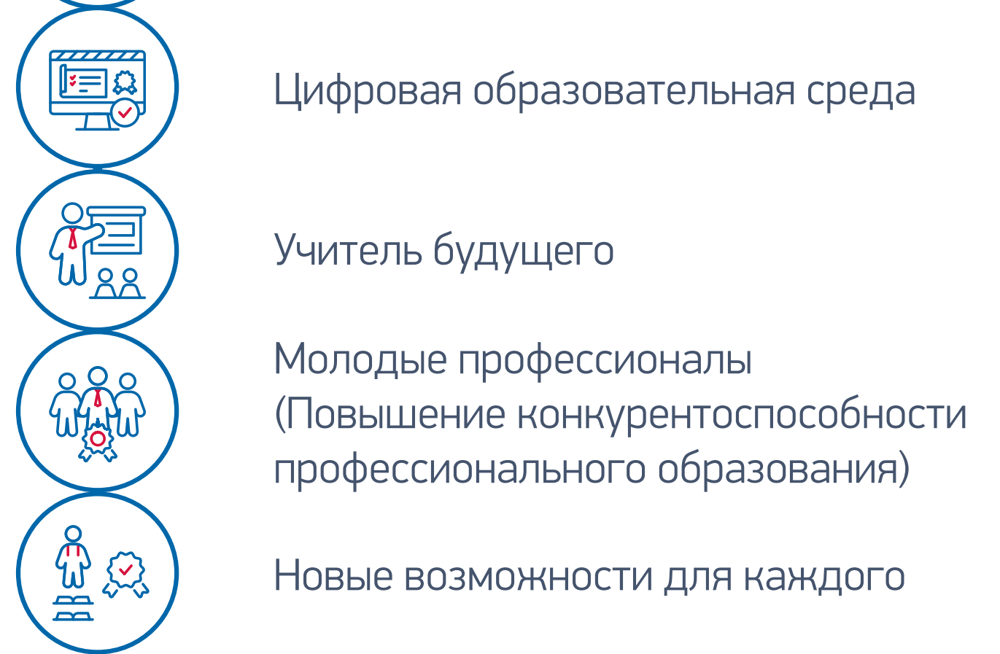 Цифровая образовательная среда
Учитель будущего
Молодые профессионалы
(Повышение конкурентоспособности
профессионального образования)
Новые возможности для каждого